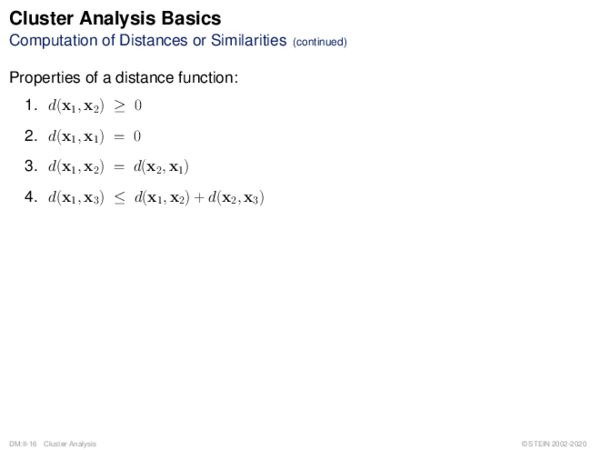 Cluster Analysis Basics
Computation of Distances or Similarities (continued)
Properties of a distance function:
1. d(x₁, x₂) ≥ 0
2. d(x₁, x₁) = 0
3. d(x₁, x₂) = d(x₂, x₁)
4. d(x₁, x₃) ≤ d(x₁, x₂) + d(x₂, x₃)
DM:II-16 Cluster Analysis © STEIN 2002-2020